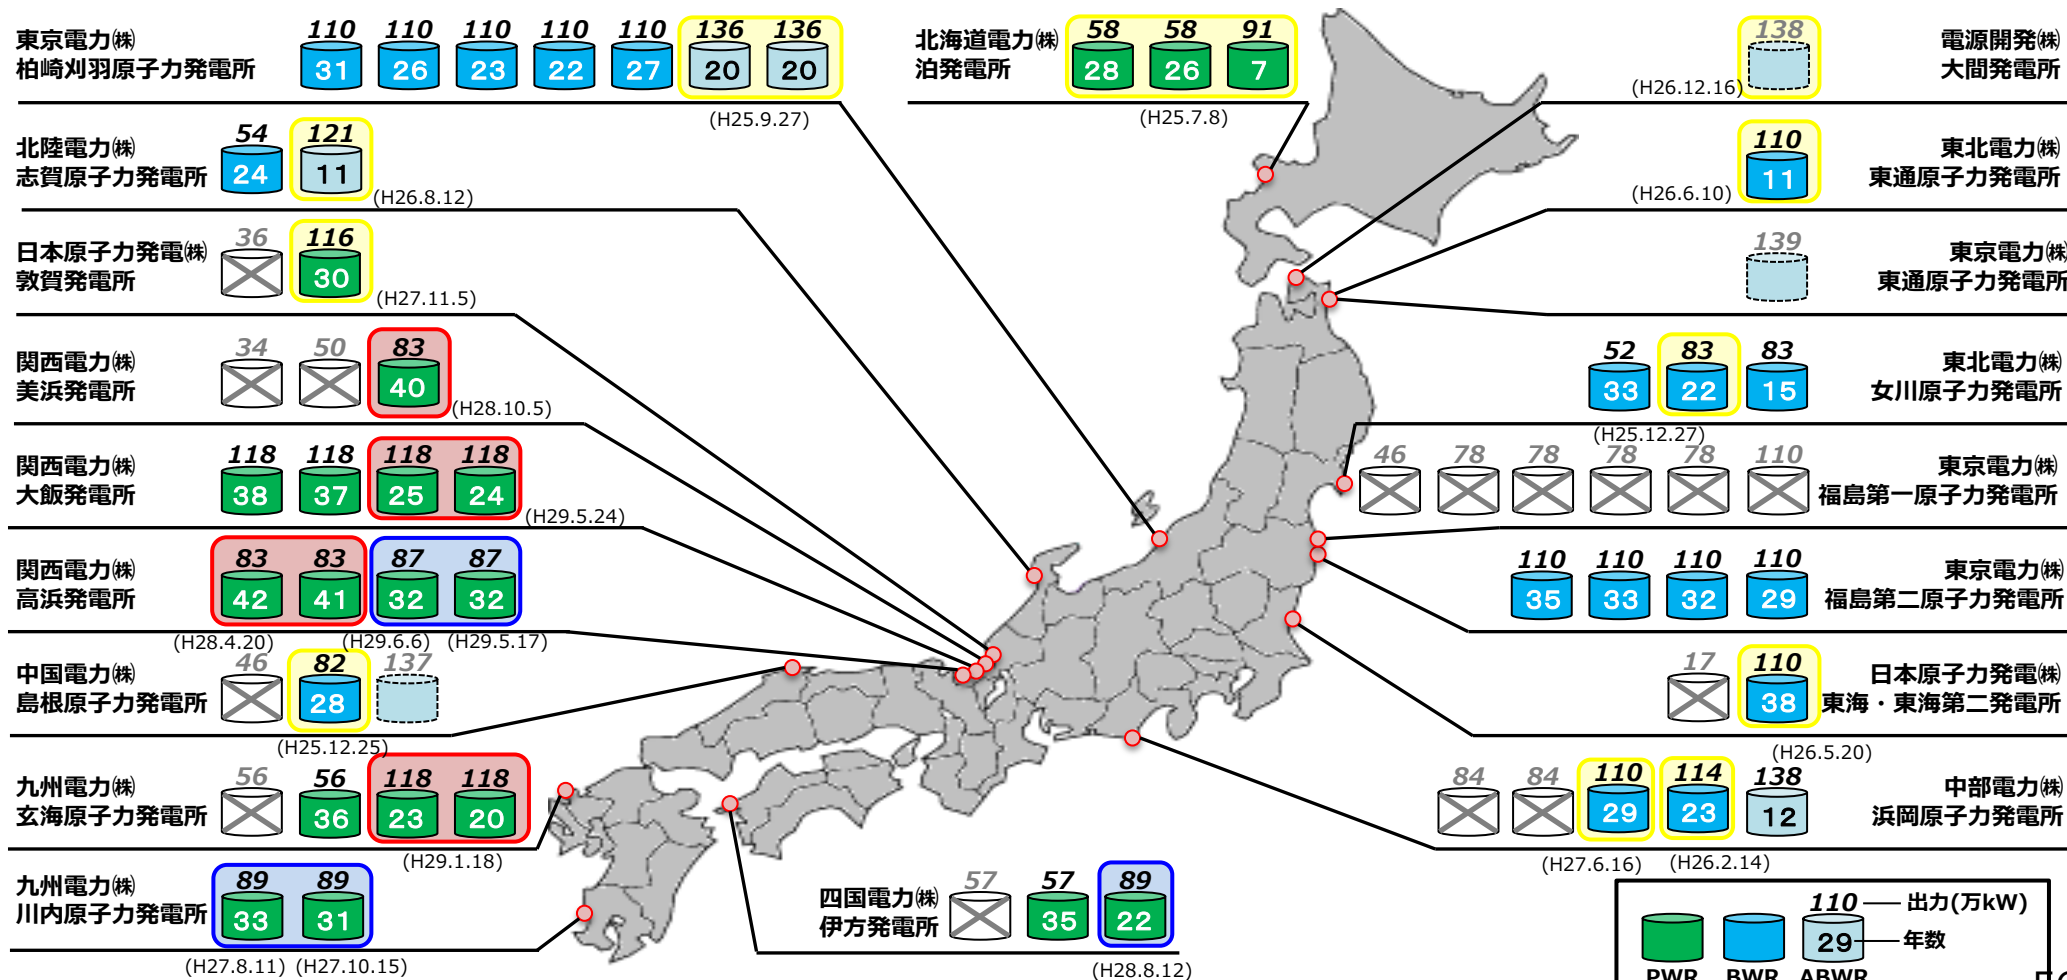 東京電力㈱
柏崎刈羽原子力発電所
110 110 110 110 110 136 136
31 26 23 22 27 20 20
(H25.9.27)
北陸電力㈱
志賀原子力発電所
54 121
24 11
(H26.8.12)
日本原子力発電㈱
敦賀発電所
36 116
30
(H27.11.5)
関西電力㈱
美浜発電所
34 50 83
40
(H28.10.5)
関西電力㈱
大飯発電所
118 118 118 118
38 37 25 24
(H29.5.24)
関西電力㈱
高浜発電所
83 83 87 87
42 41 32 32
(H28.4.20) (H29.6.6) (H29.5.17)
中国電力㈱
島根原子力発電所
46 82 137
28
(H25.12.25)
九州電力㈱
玄海原子力発電所
56 56 118 118
36 23 20
(H29.1.18)
九州電力㈱
川内原子力発電所
89 89
33 31
(H27.8.11) (H27.10.15)
四国電力㈱
伊方発電所
57 57 89
35 22
(H28.8.12)
北海道電力㈱
泊発電所
58 58 91
28 26 7
(H25.7.8)
138
電源開発㈱
大間発電所
(H26.12.16)
110
11
東北電力㈱
東通原子力発電所
(H26.6.10)
139
東京電力㈱
東通原子力発電所
52 83 83
33 22 15
東北電力㈱
女川原子力発電所
(H25.12.27)
46 78 78 78 78 110
東京電力㈱
福島第一原子力発電所
110 110 110 110
35 33 32 29
東京電力㈱
福島第二原子力発電所
17 110
38
日本原子力発電㈱
東海・東海第二発電所
(H26.5.20)
84 84 110 114 138
29 23 12
中部電力㈱
浜岡原子力発電所
(H27.6.16) (H26.2.14)
110 出力(万kW)
29 年数
PWR BWR ABWR